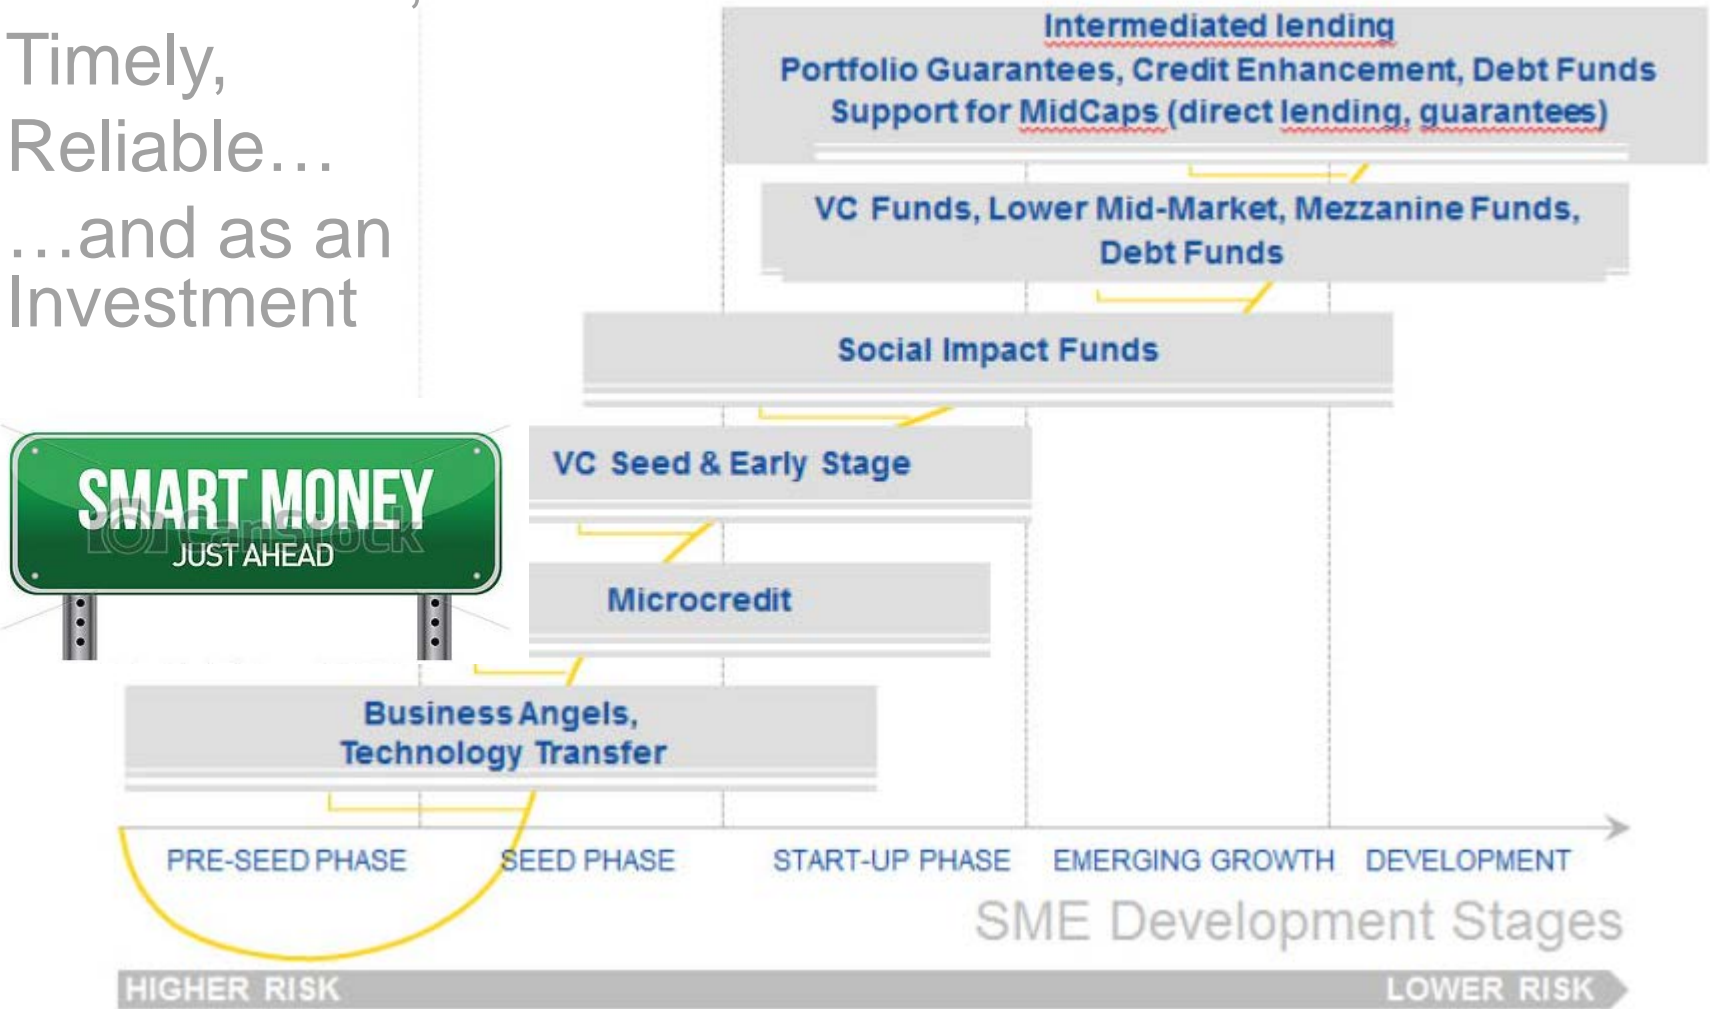 Timely,
Reliable…
…and as an
Investment
Intermediated lending
Portfolio Guarantees, Credit Enhancement, Debt Funds
Support for MidCaps (direct lending, guarantees)
VC Funds, Lower Mid-Market, Mezzanine Funds,
Debt Funds
Social Impact Funds
VC Seed & Early Stage
SMART MONEY
CanStock
JUST AHEAD
Microcredit
Business Angels,
Technology Transfer
PRE-SEED PHASE SEED PHASE START-UP PHASE EMERGING GROWTH DEVELOPMENT
SME Development Stages
HIGHER RISK LOWER RISK